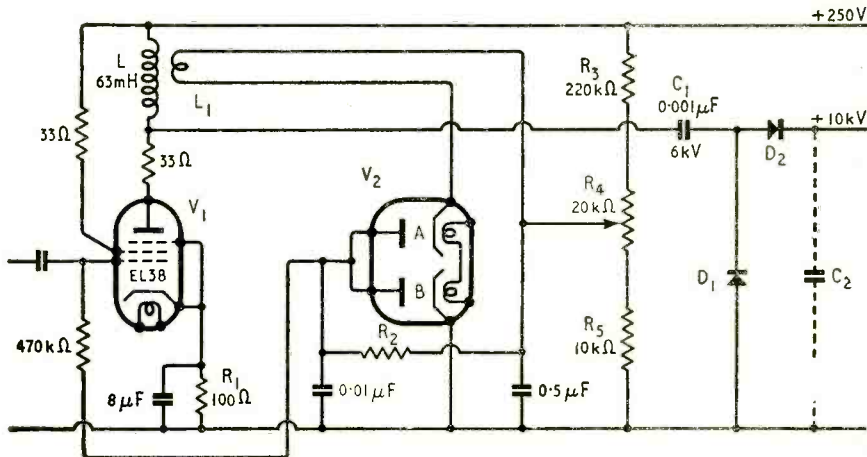 +250V
L
63mH
L1
R3
220kΩ
C1
0·001μF
6kV
+10kV
D2
33Ω
33Ω
V1
V2
R4
20kΩ
A
B
EL38
D1
C2
R2
R5
10kΩ
470kΩ
8μF
R1
100Ω
0·01μF
0·5μF